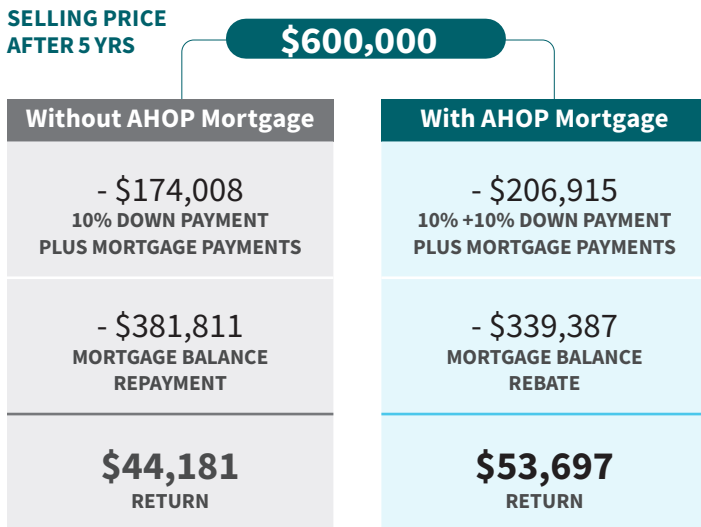 SELLING PRICE
AFTER 5 YRS
$600,000
Without AHOP Mortgage
- $174,008
10% DOWN PAYMENT
PLUS MORTGAGE PAYMENTS
- $381,811
MORTGAGE BALANCE
REPAYMENT
$44,181
RETURN
With AHOP Mortgage
- $206,915
10% +10% DOWN PAYMENT
PLUS MORTGAGE PAYMENTS
- $339,387
MORTGAGE BALANCE
REBATE
$53,697
RETURN